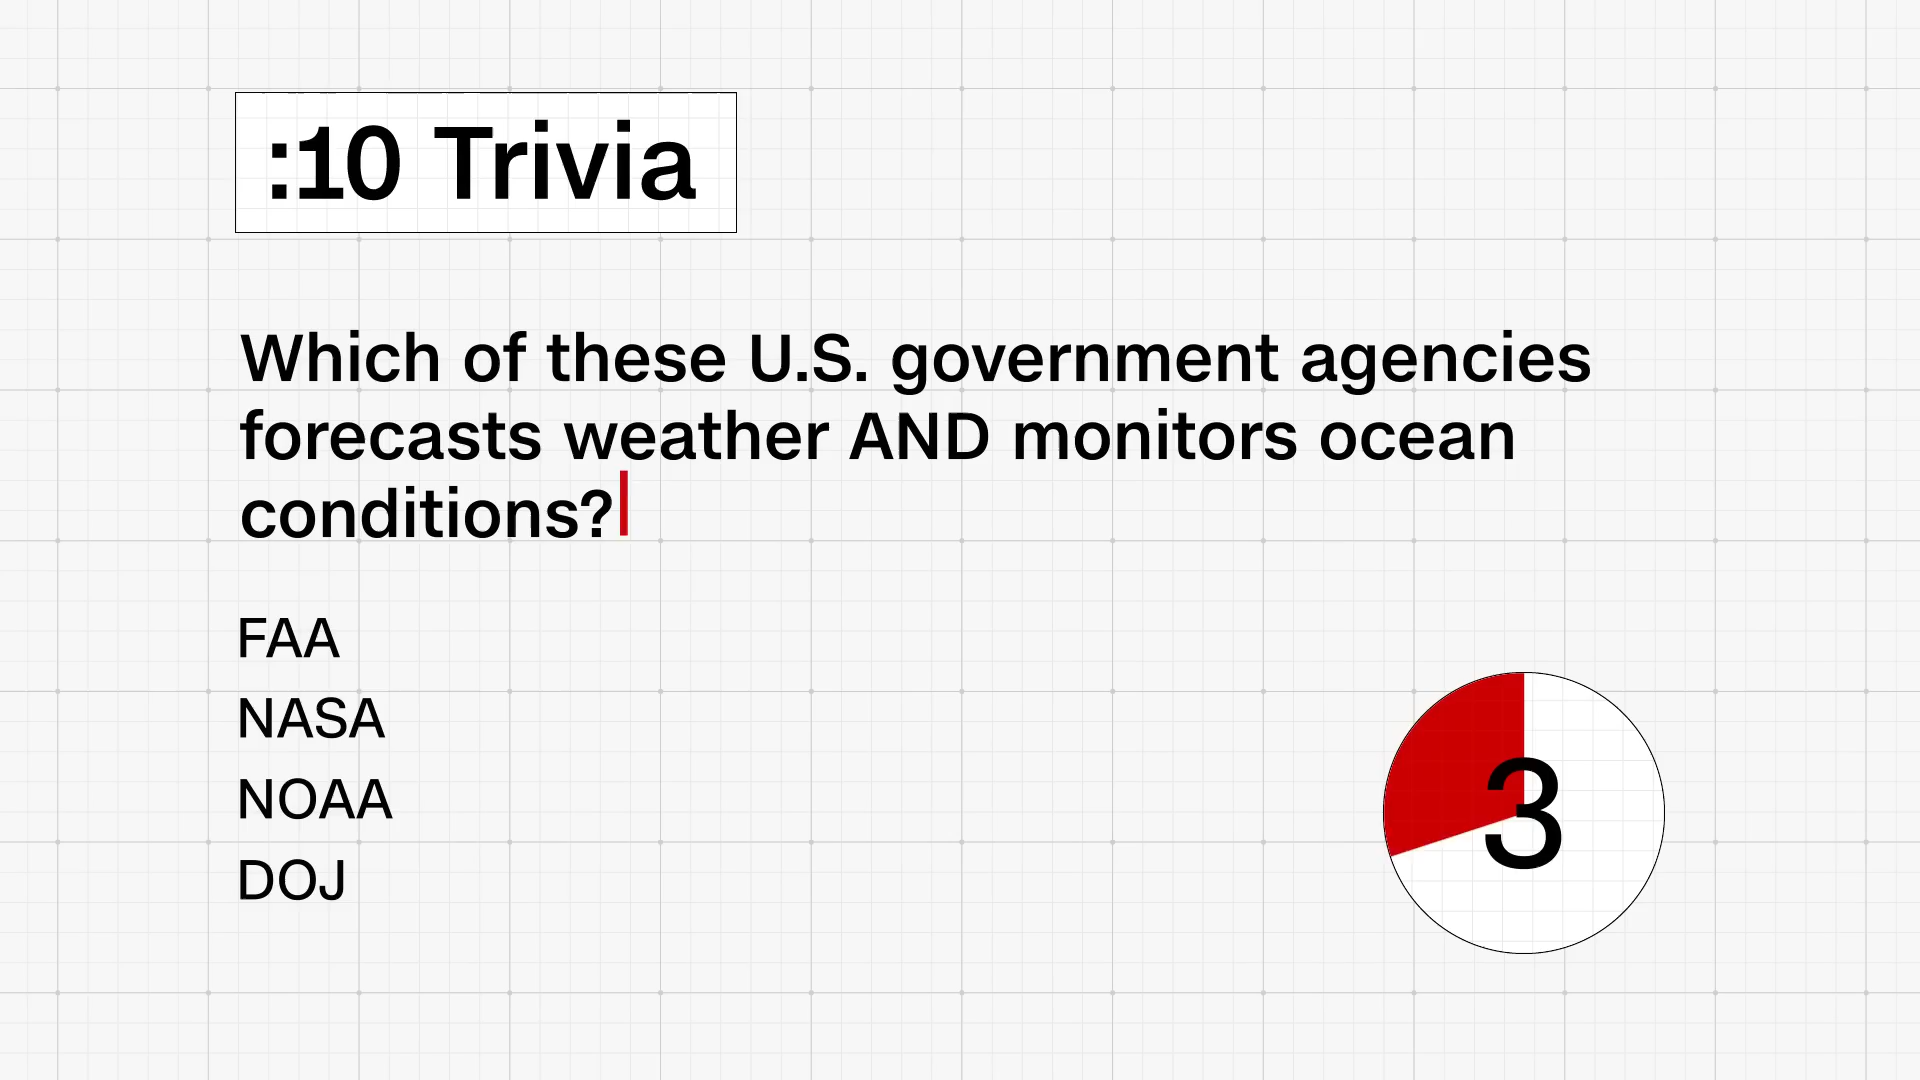 :10 Trivia
Which of these U.S. government agencies
forecasts weather AND monitors ocean
conditions?
FAA
NASA
NOAA
DOJ
3